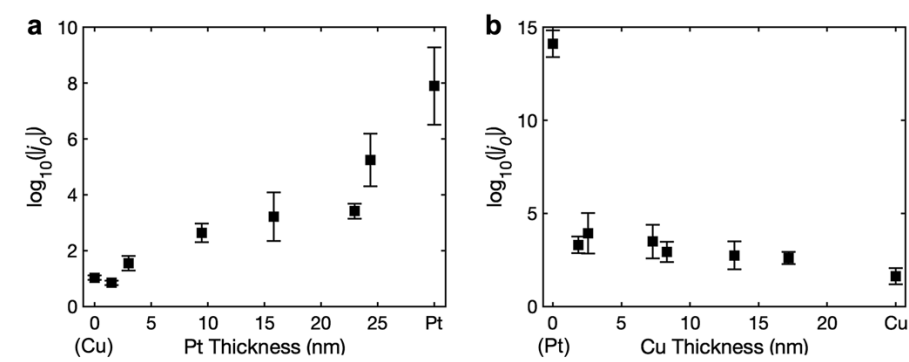 a
10
8
6
4
2
0
log10(|j0|)
0 5 10 15 20 25 Pt
(Cu) Pt Thickness (nm)
b
15
10
5
0
log10(|j0|)
0 5 10 15 20 Cu
(Pt) Cu Thickness (nm)